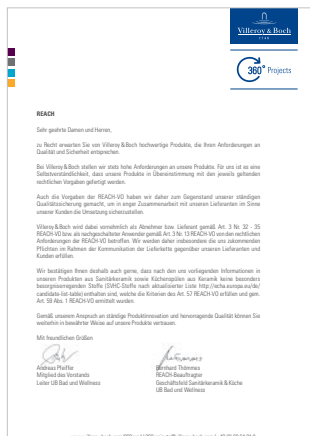 Villeroy & Boch
1748
360° Projects
REACH
Sehr geehrte Damen und Herren,
zu Recht erwarten Sie von Villeroy & Boch hochwertige Produkte, die Ihren Anforderungen an
Qualität und Sicherheit entsprechen.
Bei Villeroy & Boch stellen wir stets hohe Anforderungen an unsere Produkte. Für uns ist es eine
Selbstverständlichkeit, dass unsere Produkte in Übereinstimmung mit den jeweils geltenden
rechtlichen Vorgaben gefertigt werden.
Auch die Vorgaben der REACH-VO haben wir daher zum Gegenstand unserer ständigen
Qualitätssicherung gemacht, um in enger Zusammenarbeit mit unseren Lieferanten im Sinne
unserer Kunden die Umsetzung sicherzustellen.
Villeroy & Boch wird dabei vornehmlich als Abnehmer bzw. Lieferant gemäß Art. 3 Nr. 32 - 35
REACH-VO bzw. als nachgeschalteter Anwender gemäß Art. 3 Nr. 13 REACH-VO von den rechtlichen
Anforderungen der REACH-VO betroffen. Wir werden daher insbesondere die uns zukommenden
Pflichten im Rahmen der Kommunikation der Lieferkette gegenüber unseren Lieferanten und
Kunden erfüllen.
Wir bestätigen Ihnen deshalb auch gerne, dass nach den uns vorliegenden Informationen in
unseren Produkten aus Sanitärkeramik sowie Küchenspülen aus Keramik keine besonders
besorgniserregenden Stoffe (SVHC-Stoffe nach aktualisierter Liste http://echa.europa.eu/de/
candidate-list-table) enthalten sind, welche die Kriterien des Art. 57 REACH-VO erfüllen und gem.
Art. 59 Abs. 1 REACH-VO ermittelt wurden.
Gemäß unserem Anspruch an ständige Produktinnovation und hervorragende Qualität können Sie
weiterhin in bewährter Weise auf unsere Produkte vertrauen.
Mit freundlichen Grüßen
Andreas Pfeiffer
Mitglied des Vorstands
Leiter UB Bad und Wellness
Bernhard Thömmes
REACH-Beauftragter
Geschäftsfeld Sanitärkeramik & Küche
UB Bad und Wellness